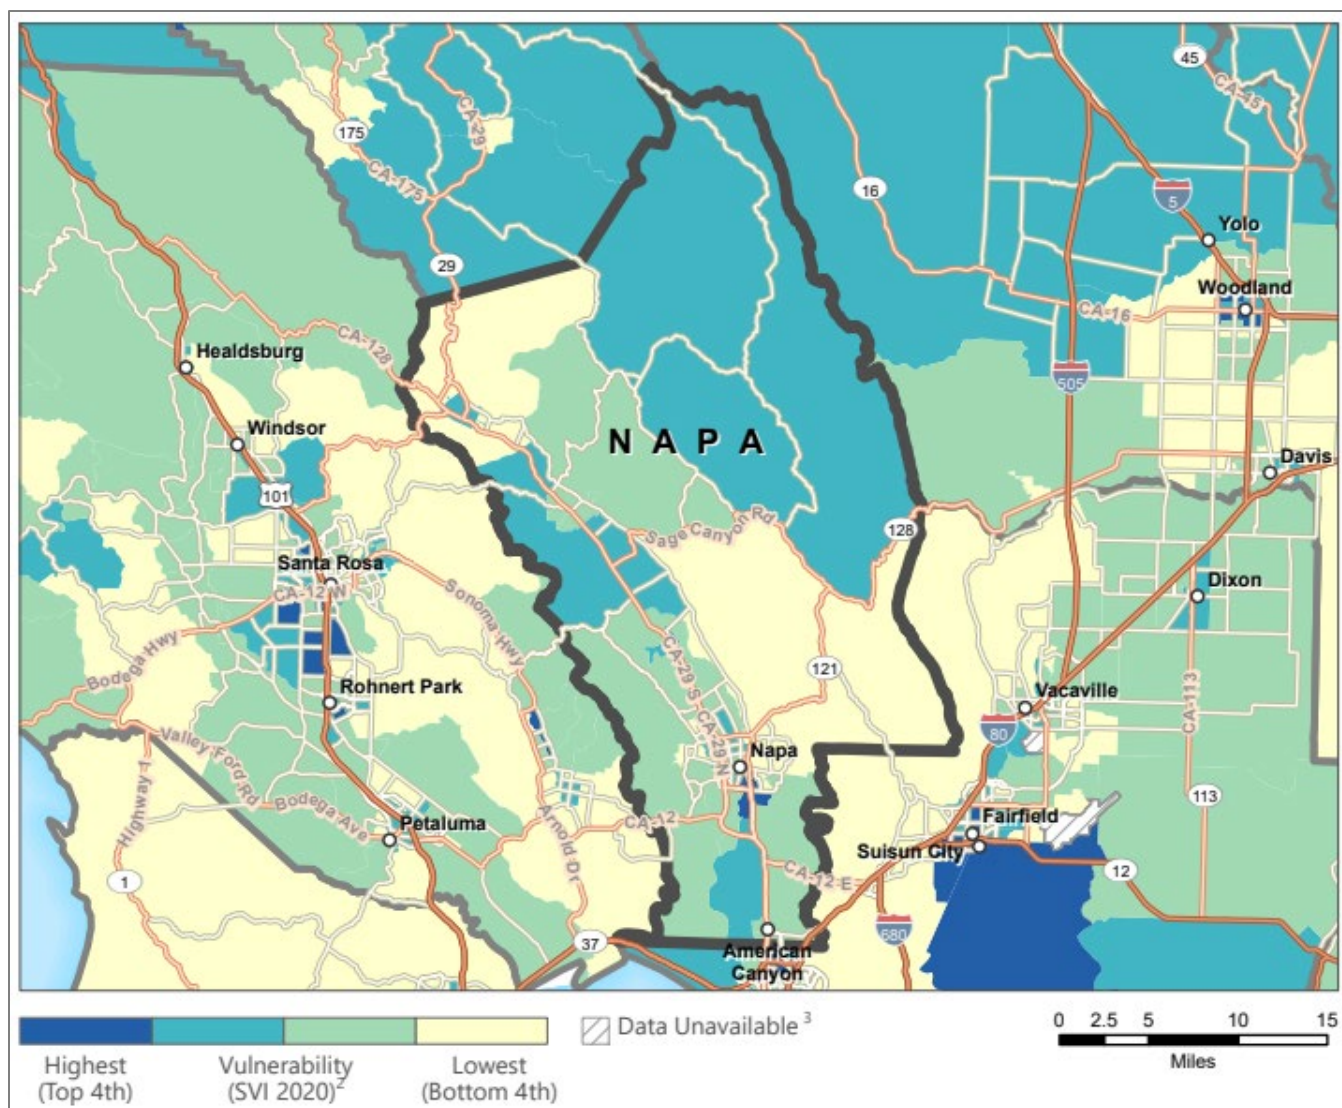 45
CA-45
175
CA-29
CA-175
16
5
Yolo
29
Woodland
CA-16
CA-128
Healdsburg
505
NAPA
Windsor
Davis
101
Sage Canyon Rd
128
Santa Rosa
CA-12 W
Dixon
Sonoma Hwy
Bodega Hwy
CA-29 S
121
Rohnert Park
Vacaville
CA-113
80
Valley Ford Rd
CA-29 N
Napa
Highway 1
Bodega Ave
113
Arnold Dr
CA-12
Petaluma
Fairfield
Suisun City
CA-12 E
12
1
680
37
American
Canyon
Highest
(Top 4th)
Vulnerability
(SVI 2020)2
Lowest
(Bottom 4th)
Data Unavailable 3
0 2.5 5 10 15
Miles